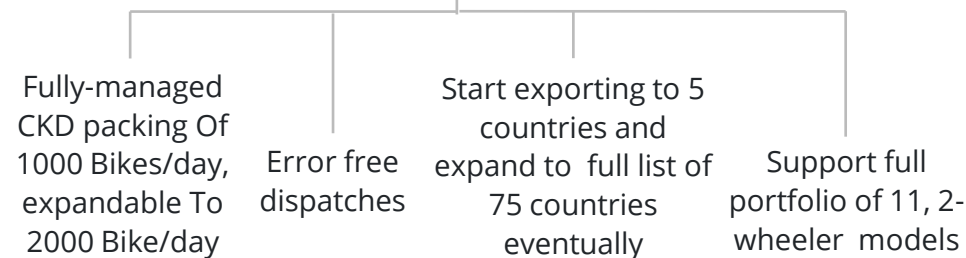 Fully-managed
CKD packing Of
1000 Bikes/day,
expandable To
2000 Bike/day
Error free
dispatches
Start exporting to 5
countries and
expand to full list of
75 countries
eventually
Support full
portfolio of 11, 2-
wheeler models